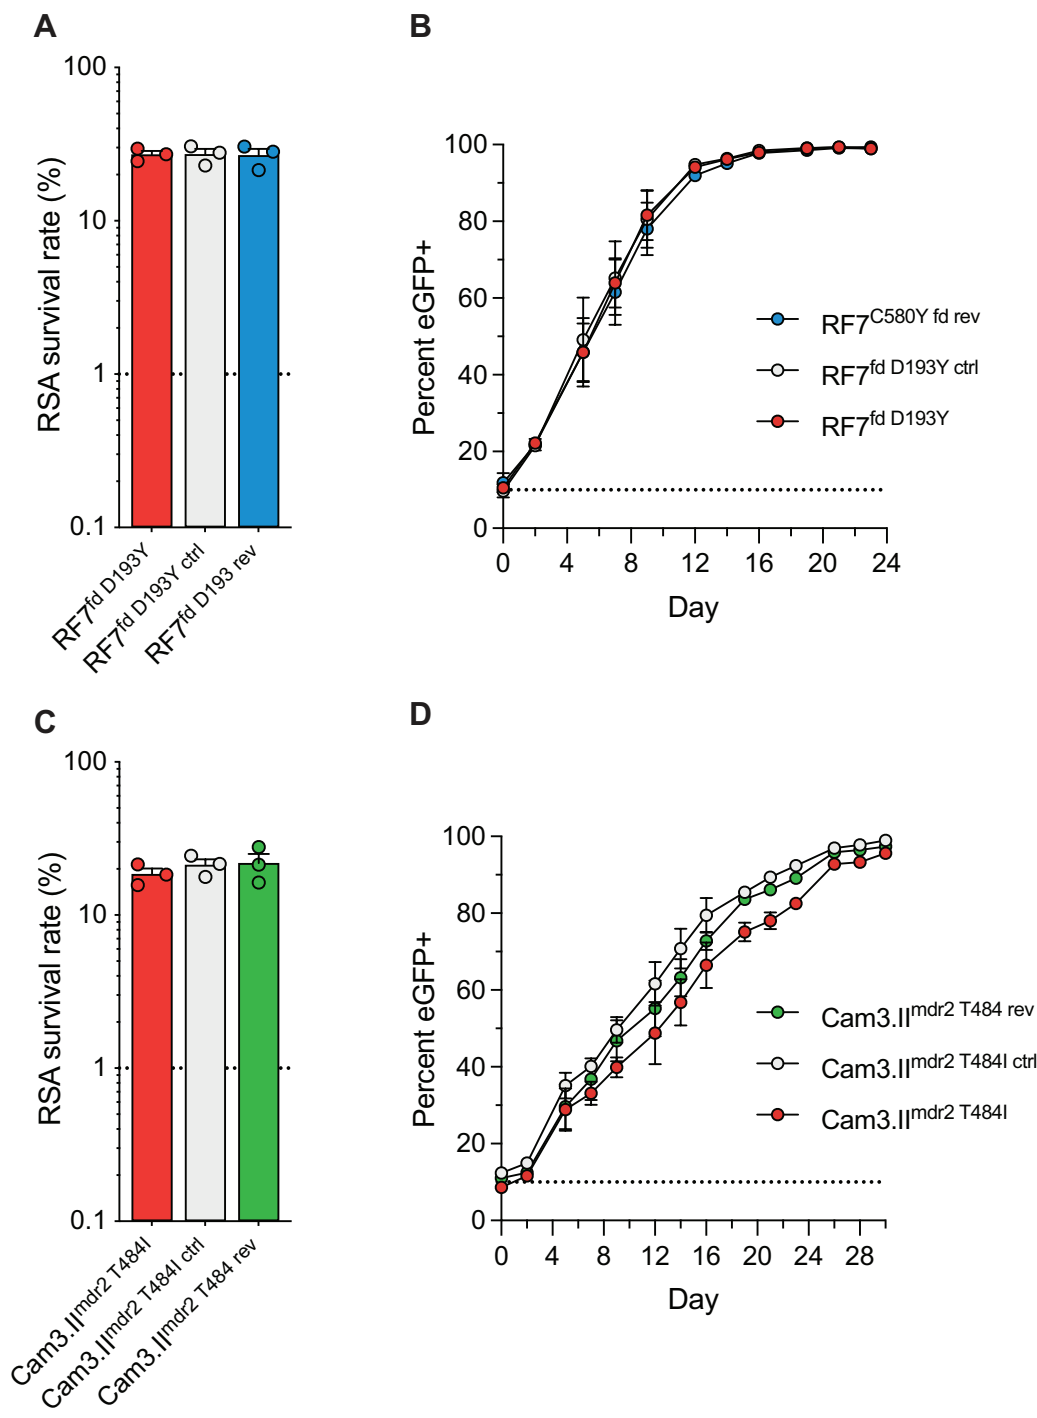 A
RSA survival rate (%)
100
10
1
0.1
RF7fd D193Y
RF7fd D193Y ctrl
RF7fd D193 rev
B
Percent eGFP+
100
80
60
40
20
0
0 4 8 12 16 20 24
Day
RF7C580Y fd rev
RF7fd D193Y ctrl
RF7fd D193Y
C
RSA survival rate (%)
100
10
1
0.1
Cam3.IImdr2 T484I
Cam3.IImdr2 T484I ctrl
Cam3.IImdr2 T484 rev
D
Percent eGFP+
100
80
60
40
20
0
0 4 8 12 16 20 24 28
Day
Cam3.IImdr2 T484 rev
Cam3.IImdr2 T484I ctrl
Cam3.IImdr2 T484I